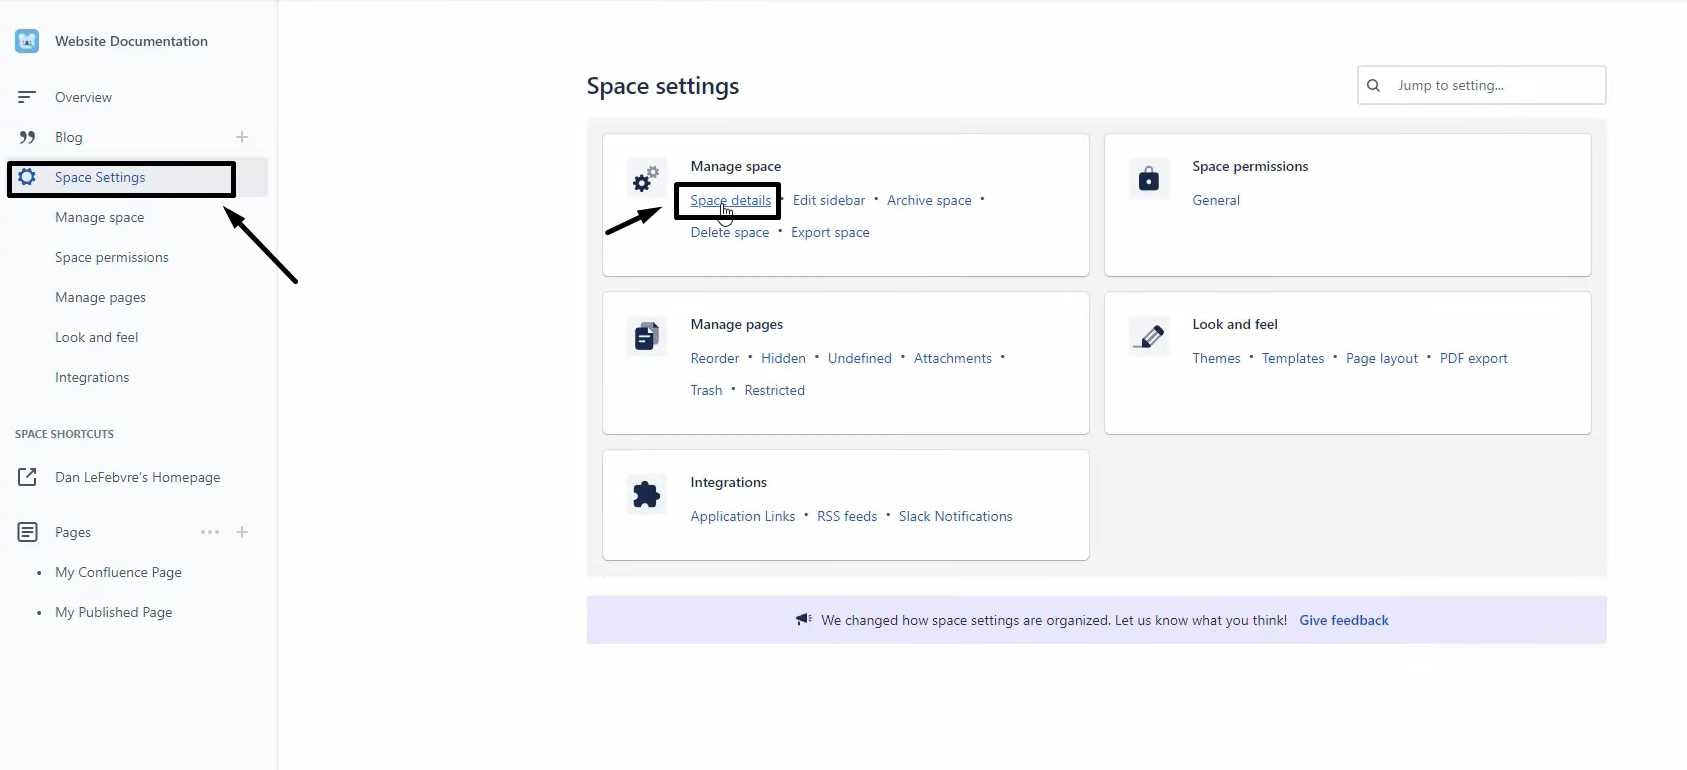 Website Documentation
Overview
Blog
Space Settings
Manage space
Space permissions
Manage pages
Look and feel
Integrations
SPACE SHORTCUTS
Dan LeFebvre's Homepage
Pages
• My Confluence Page
• My Published Page
Space settings
Jump to setting...
Manage space
Space details • Edit sidebar • Archive space •
Delete space • Export space
Space permissions
General
Manage pages
Reorder • Hidden • Undefined • Attachments •
Trash • Restricted
Look and feel
Themes • Templates • Page layout • PDF export
Integrations
Application Links • RSS feeds • Slack Notifications
We changed how space settings are organized. Let us know what you think! Give feedback